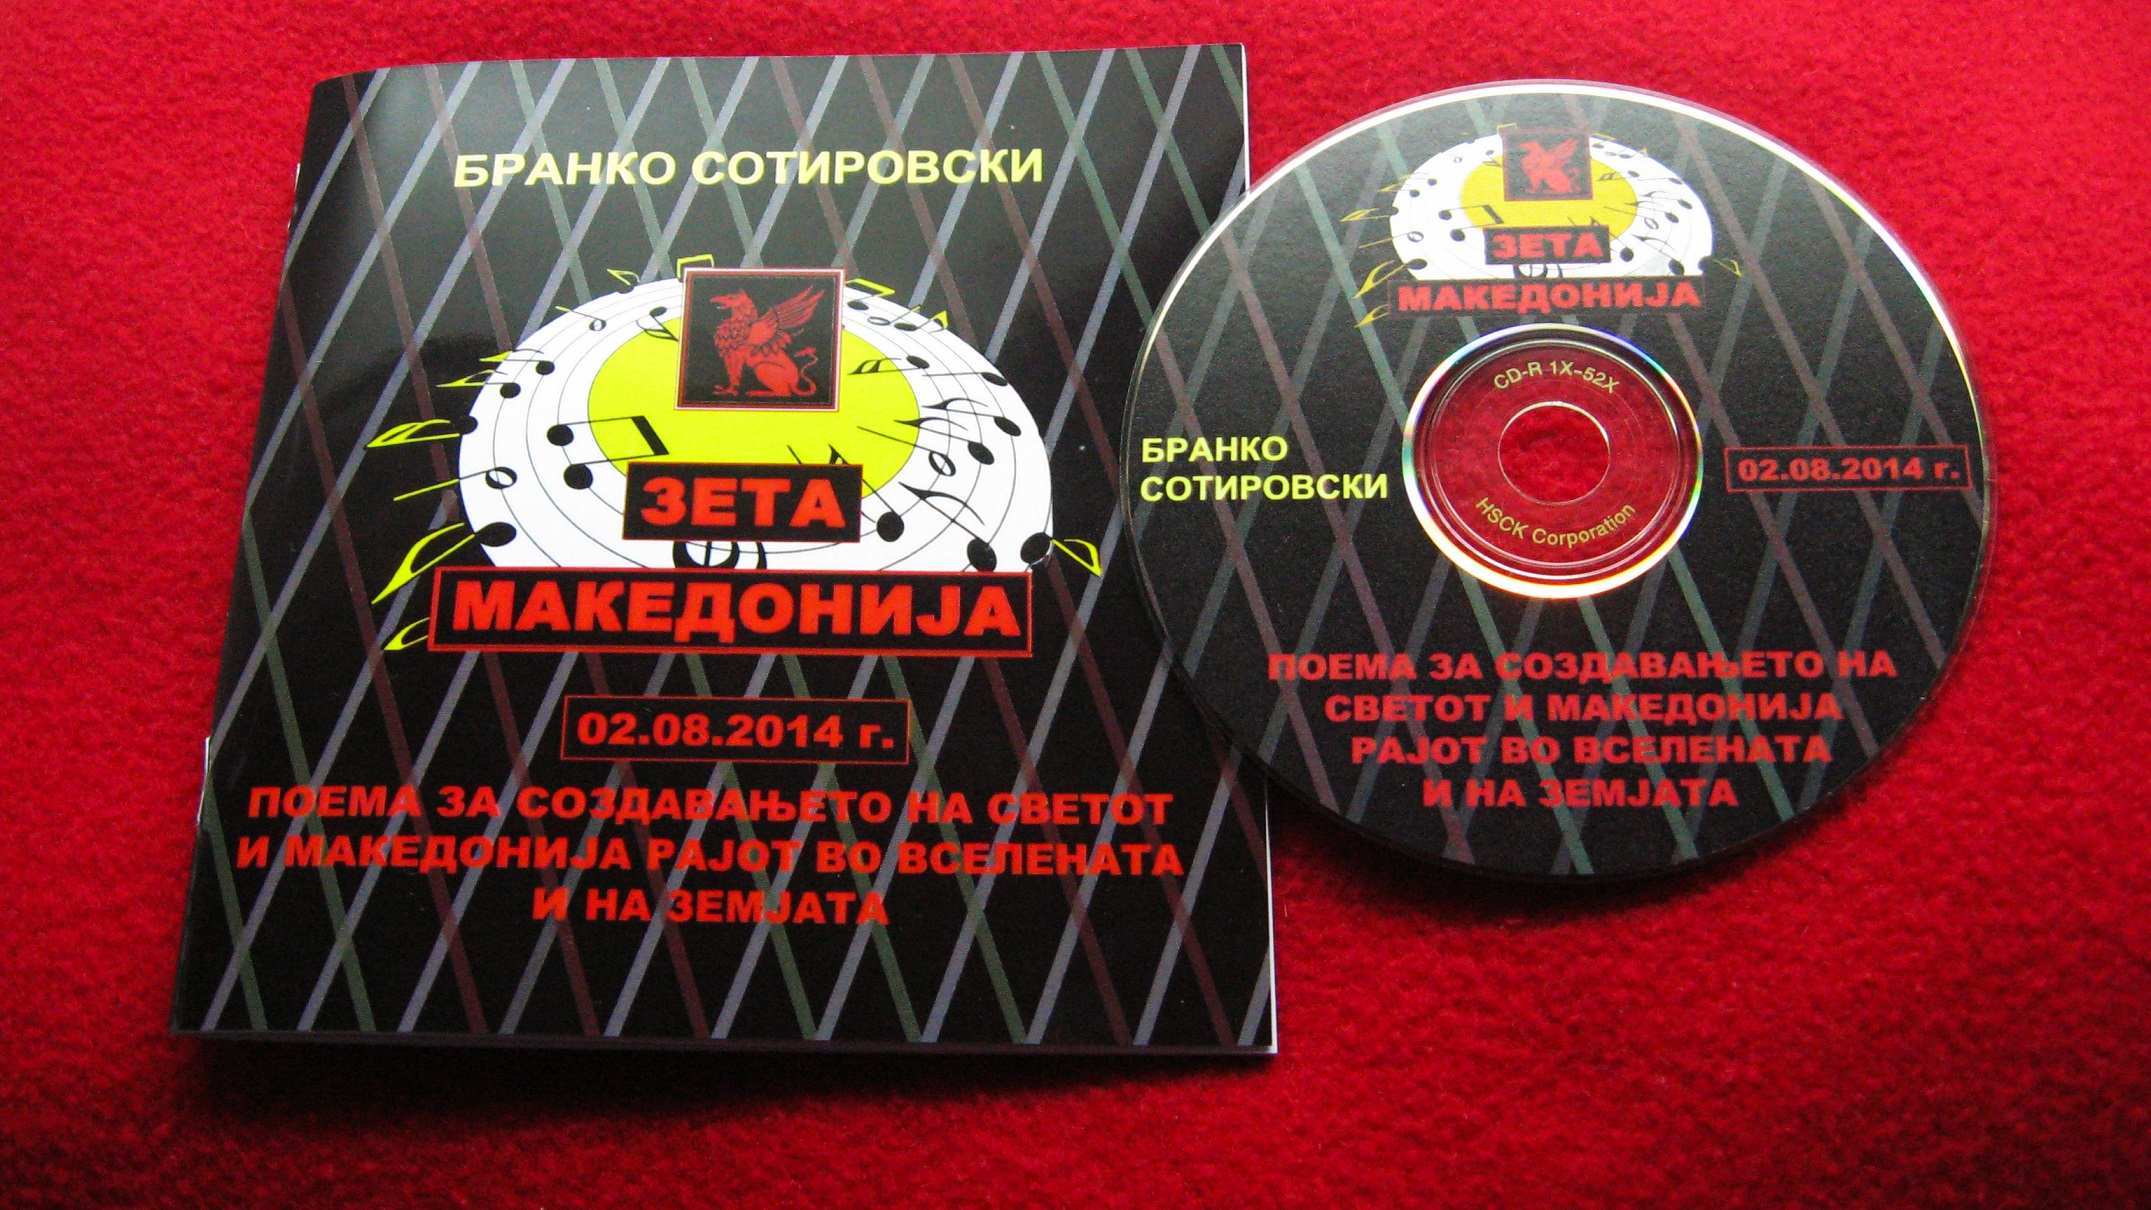 БРАНКО СОТИРОВСКИ
ЗЕТА
МАКЕДОНИЈА
02.08.2014 г.
ПОЕМА ЗА СОЗДАВАЊЕТО НА СВЕТОТ
И МАКЕДОНИЈА РАЈОТ ВО ВСЕЛЕНАТА
И НА ЗЕМЈАТА
ЗЕТА
МАКЕДОНИЈА
CD-R 1X-52X
БРАНКО
СОТИРОВСКИ
02.08.2014 г.
HSCK Corporation
ПОЕМА ЗА СОЗДАВАЊЕТО НА
СВЕТОТ И МАКЕДОНИЈА
РАЈОТ ВО ВСЕЛЕНАТА
И НА ЗЕМЈАТА